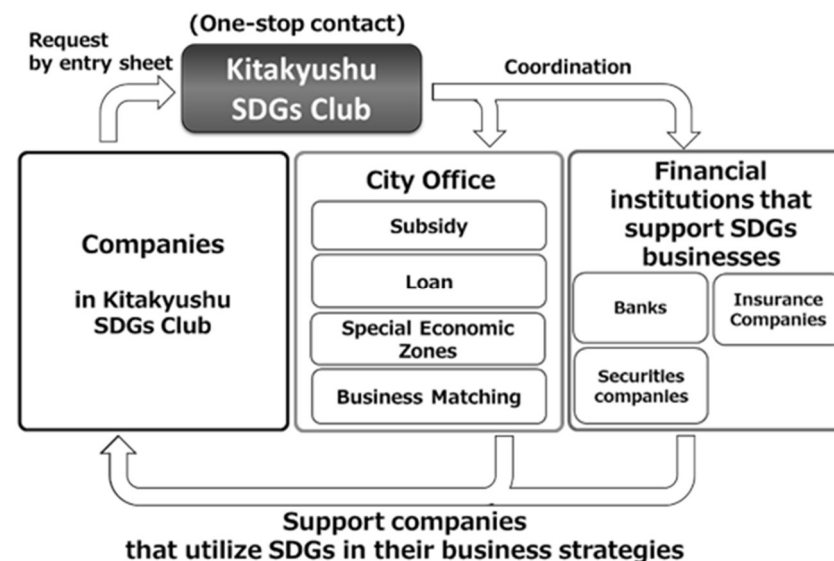 (One-stop contact)
Request
by entry sheet
Kitakyushu
SDGs Club
Coordination
Companies
in Kitakyushu
SDGs Club
City Office
Subsidy
Loan
Special Economic
Zones
Business Matching
Financial
institutions that
support SDGs
businesses
Banks
Insurance
Companies
Securities
companies
Support companies
that utilize SDGs in their business strategies